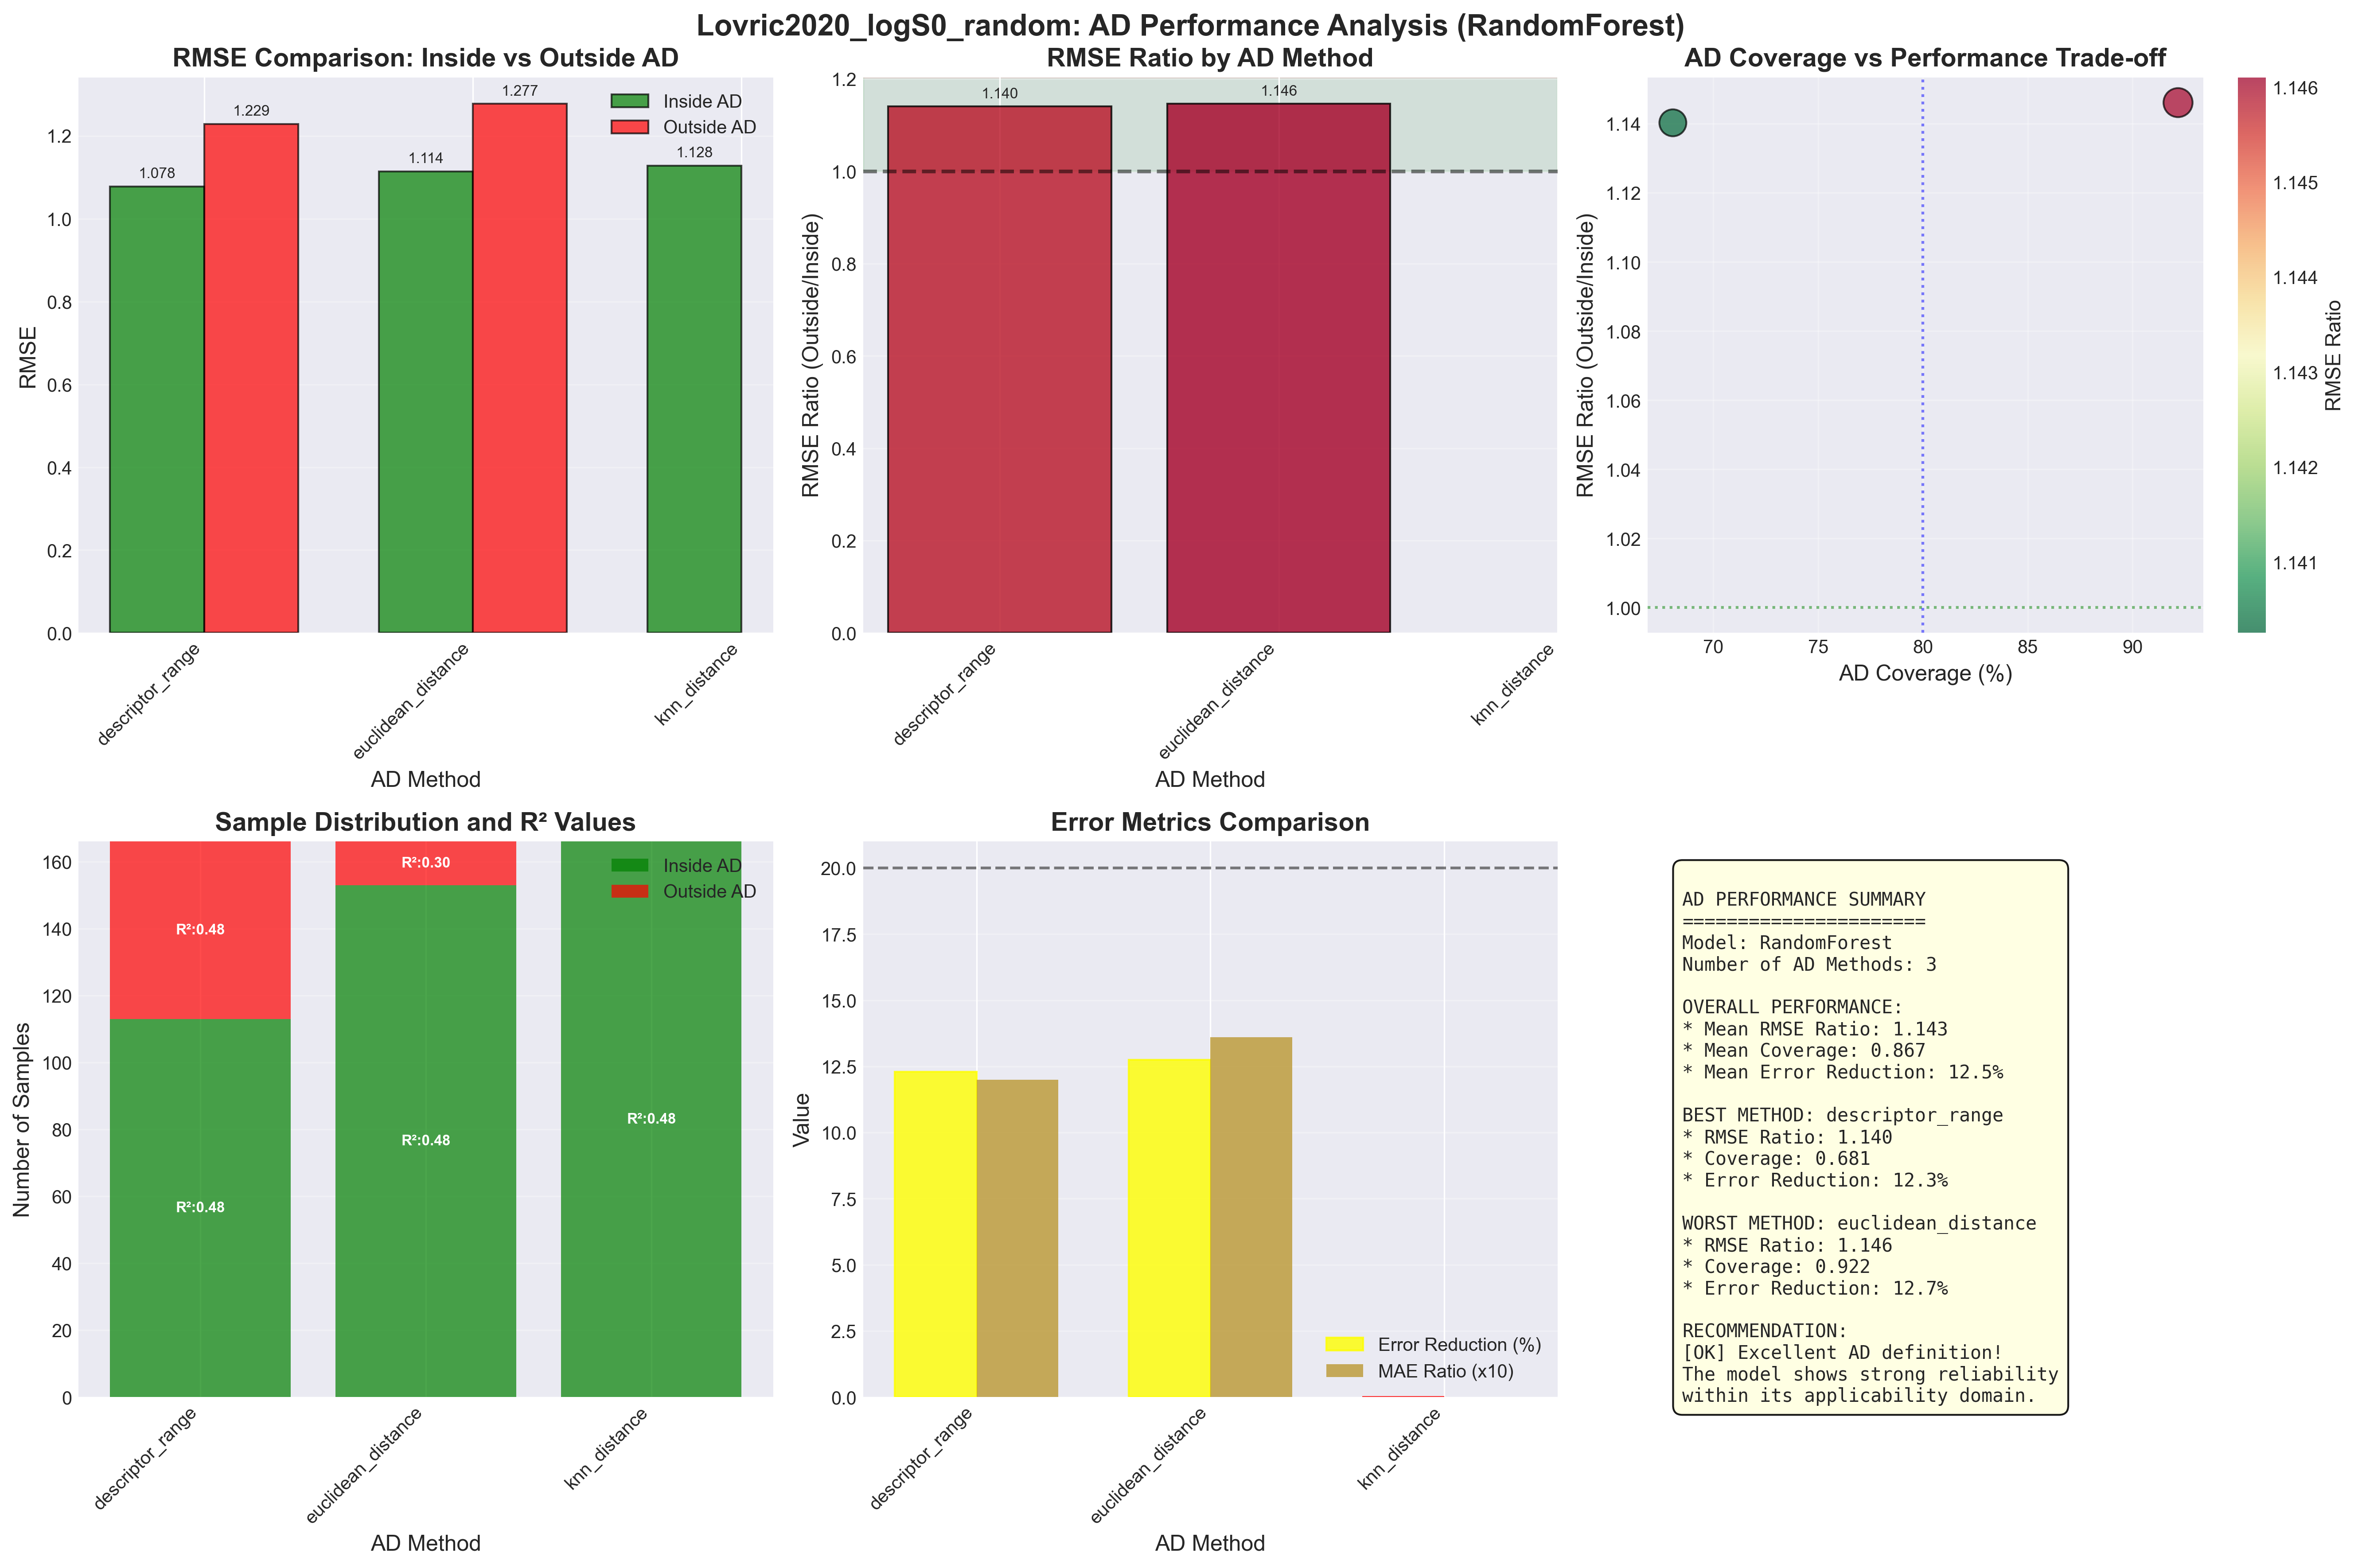 Lovric2020_logS0_random: AD Performance Analysis (RandomForest)
RMSE Comparison: Inside vs Outside AD
1.2
1.0
0.8
0.6
0.4
0.2
0.0
RMSE
1.078
1.229
1.114
1.277
1.128
Inside AD
Outside AD
descriptor_range
euclidean_distance
knn_distance
AD Method
RMSE Ratio by AD Method
1.2
1.0
0.8
0.6
0.4
0.2
0.0
RMSE Ratio (Outside/Inside)
1.140
1.146
descriptor_range
euclidean_distance
knn_distance
AD Method
AD Coverage vs Performance Trade-off
1.14
1.12
1.10
1.08
1.06
1.04
1.02
1.00
RMSE Ratio (Outside/Inside)
70
75
80
85
90
AD Coverage (%)
1.146
1.145
1.144
1.143
1.142
1.141
RMSE Ratio
Sample Distribution and R² Values
160
140
120
100
80
60
40
20
0
Number of Samples
R²:0.48
R²:0.48
R²:0.30
R²:0.48
R²:0.48
Inside AD
Outside AD
descriptor_range
euclidean_distance
knn_distance
AD Method
Error Metrics Comparison
20.0
17.5
15.0
12.5
10.0
7.5
5.0
2.5
0.0
Value
Error Reduction (%)
MAE Ratio (x10)
descriptor_range
euclidean_distance
knn_distance
AD Method
AD PERFORMANCE SUMMARY
======================
Model: RandomForest
Number of AD Methods: 3
OVERALL PERFORMANCE:
* Mean RMSE Ratio: 1.143
* Mean Coverage: 0.867
* Mean Error Reduction: 12.5%
BEST METHOD: descriptor_range
* RMSE Ratio: 1.140
* Coverage: 0.681
* Error Reduction: 12.3%
WORST METHOD: euclidean_distance
* RMSE Ratio: 1.146
* Coverage: 0.922
* Error Reduction: 12.7%
RECOMMENDATION:
[OK] Excellent AD definition!
The model shows strong reliability
within its applicability domain.